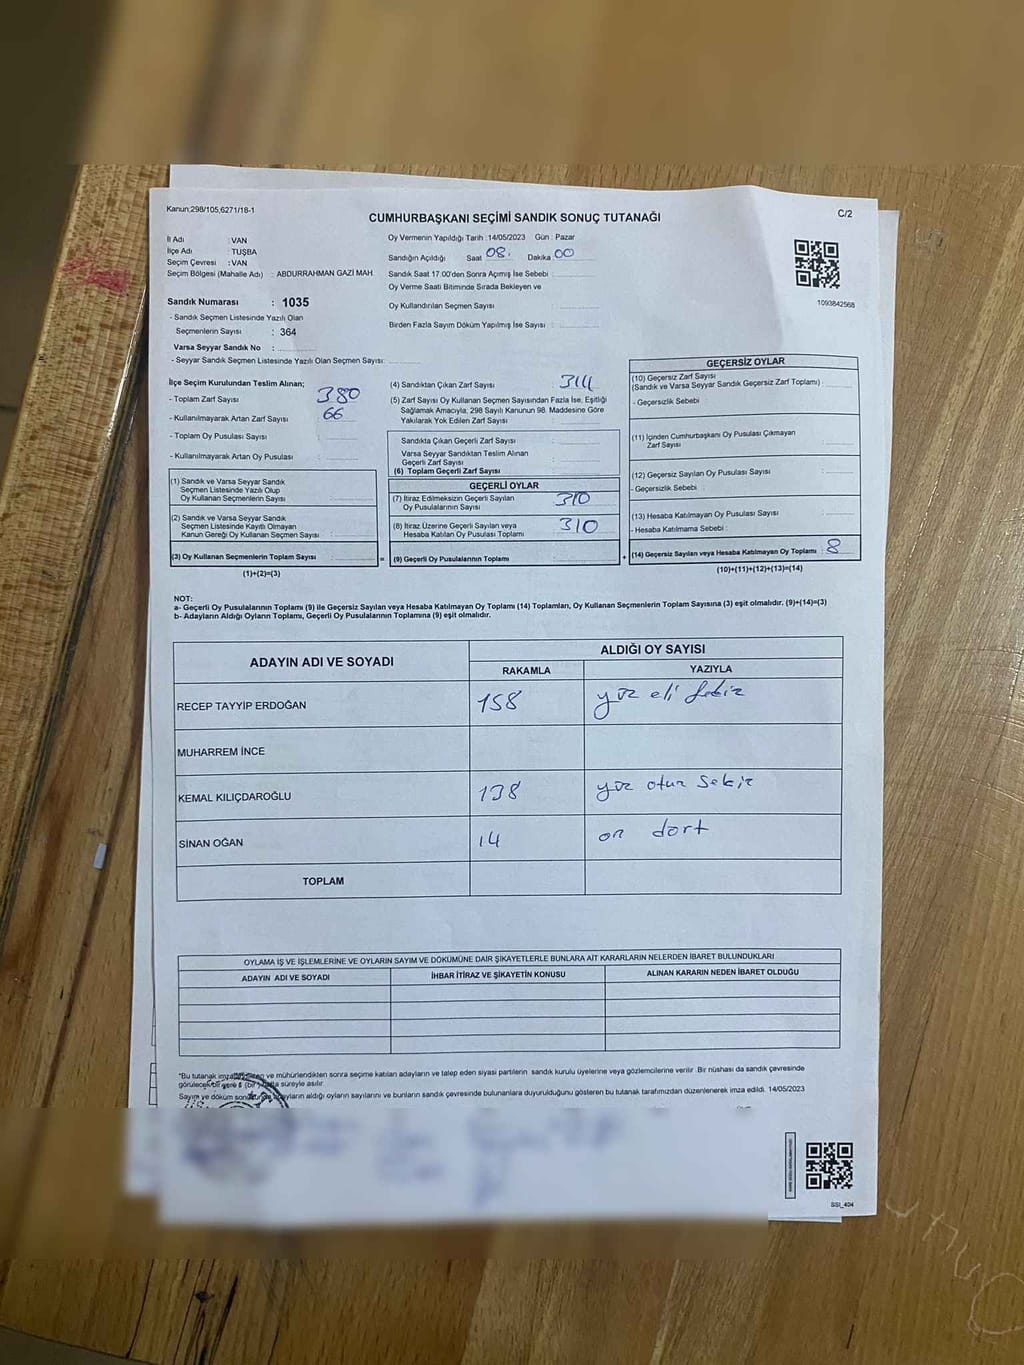 Kanun:298/105,6271/18-1
C/2
CUMHURBAŞKANI SEÇİMİ SANDIK SONUÇ TUTANAĞI
İl Adı : VAN
İlçe Adı : TUŞBA
Seçim Çevresi : VAN
Seçim Bölgesi (Mahalle Adı) : ABDURRAHMAN GAZİ MAH.
Sandık Numarası : 1035
- Sandık Seçmen Listesinde Yazılı Olan
Seçmenlerin Sayısı : 364
Varsa Seyyar Sandık No :
- Seyyar Sandık Seçmen Listesinde Yazılı Olan Seçmen Sayısı:
Oy Vermenin Yapıldığı Tarih :14/05/2023 Gün : Pazar
Sandığın Açıldığı Saat 08. Dakika 00
Sandık Saat 17.00'den Sonra Açımış İse Sebebi :
Oy Verme Saati Bitiminde Sırada Bekleyen ve
Oy Kullandırılan Seçmen Sayısı :
Birden Fazla Sayım Döküm Yapılmış İse Sayısı :
1093842568
İlçe Seçim Kurulundan Teslim Alınan;
- Toplam Zarf Sayısı : 380
- Kullanılmayarak Artan Zarf Sayısı : 66
- Toplam Oy Pusulası Sayısı :
- Kullanılmayarak Artan Oy Pusulası :
(1) Sandık ve Varsa Seyyar Sandık
Seçmen Listesinde Yazılı Olup
Oy Kullanan Seçmenlerin Sayısı :
(2) Sandık ve Varsa Seyyar Sandık
Seçmen Listesinde Kayıtlı Olmayan
Kanun Gereği Oy Kullanan Seçmen Sayısı :
(3) Oy Kullanan Seçmenlerin Toplam Sayısı :
(1)+(2)=(3)
(4) Sandıktan Çıkan Zarf Sayısı : 314
(5) Zarf Sayısı Oy Kullanan Seçmen Sayısından Fazla İse, Eşitliği
Sağlamak Amacıyla, 298 Sayılı Kanunun 98. Maddesine Göre
Yakılarak Yok Edilen Zarf Sayısı :
Sandıkta Çıkan Geçerli Zarf Sayısı :
Varsa Seyyar Sandıktan Teslim Alınan
Geçerli Zarf Sayısı :
(6) Toplam Geçerli Zarf Sayısı :
GEÇERLİ OYLAR
(7) İtiraz Edilmeksizin Geçerli Sayılan
Oy Pusulalarının Sayısı : 310
(8) İtiraz Üzerine Geçerli Sayılan veya
Hesaba Katılan Oy Pusulası Toplamı : 310
= (9) Geçerli Oy Pusulalarının Toplamı : +
GEÇERSİZ OYLAR
(10) Geçersiz Zarf Sayısı
(Sandık ve Varsa Seyyar Sandık Geçersiz Zarf Toplamı) :
- Geçersizlik Sebebi :
(11) İçinden Cumhurbaşkanı Oy Pusulası Çıkmayan
Zarf Sayısı :
(12) Geçersiz Sayılan Oy Pusulası Sayısı :
- Geçersizlik Sebebi :
(13) Hesaba Katılmayan Oy Pusulası Sayısı :
- Hesaba Katılmama Sebebi :
(14) Geçersiz Sayılan veya Hesaba Katılmayan Oy Toplamı : 8
(10)+(11)+(12)+(13)=(14)
NOT:
a- Geçerli Oy Pusulalarının Toplamı (9) ile Geçersiz Sayılan veya Hesaba Katılmayan Oy Toplamı (14) Toplamları, Oy Kullanan Seçmenlerin Toplam Sayısına (3) eşit olmalıdır. (9)+(14)=(3)
b- Adayların Aldığı Oyların Toplamı, Geçerli Oy Pusulalarının Toplamına (9) eşit olmalıdır.
ADAYIN ADI VE SOYADI
ALDIĞI OY SAYISI
RAKAMLA YAZIYLA
RECEP TAYYİP ERDOĞAN 158 yüz eli sekiz
MUHARREM İNCE
KEMAL KILIÇDAROĞLU 138 yüz otuz sekiz
SİNAN OĞAN 14 on dört
TOPLAM
OYLAMA İŞ VE İŞLEMLERİNE VE OYLARIN SAYIM VE DÖKÜMÜNE DAİR ŞİKAYETLERLE BUNLARA AİT KARARLARIN NELERDEN İBARET BULUNDUKLARI
ADAYIN ADI VE SOYADI İHBAR İTİRAZ VE ŞİKAYETİN KONUSU ALINAN KARARIN NEDEN İBARET OLDUĞU
"Bu tutanak ve mühürlendikten sonra seçime katılan adayların ve talep eden siyasi partilerin sandık kurulu üyelerine veya gözlemcilerine verilir. Bir nüshası da sandık çevresinde
görülecek bir yere süreyle asılır.
Sayım ve döküm adayların aldığı oyların sayılarını ve bunların sandık çevresinde bulunanlara duyurulduğunu gösteren bu tutanak tarafımızdan düzenlenerek imza edildi. 14/05/2023
SSI_404